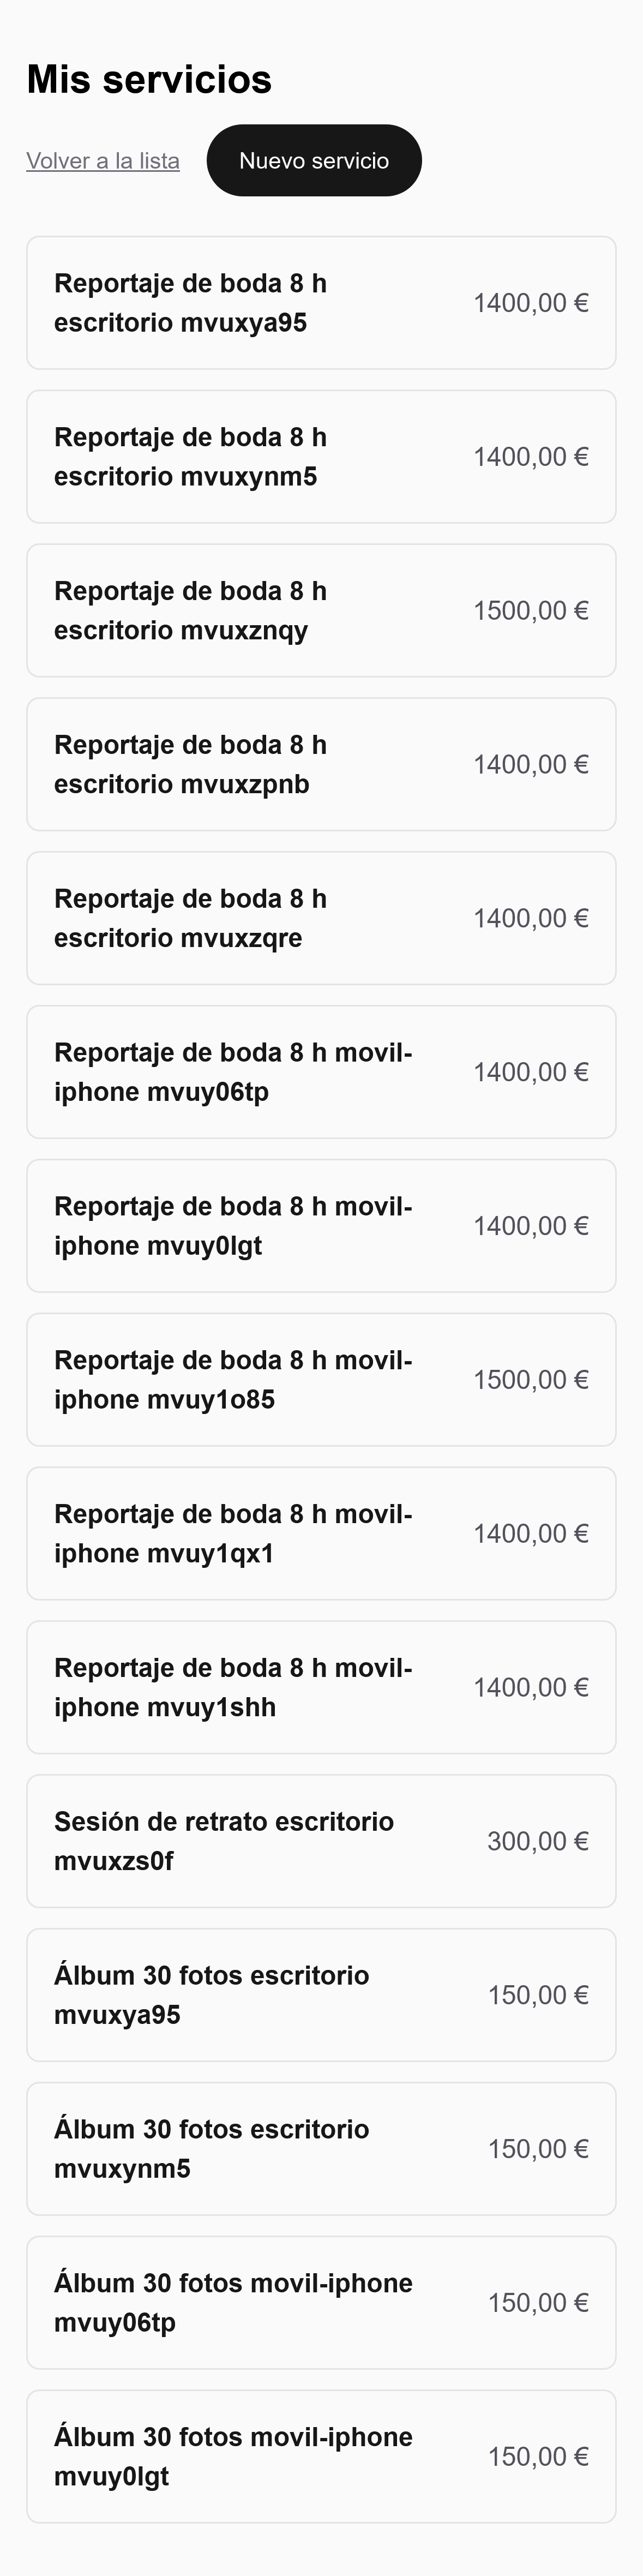 Mis servicios
Volver a la lista
Nuevo servicio
Reportaje de boda 8 h
escritorio mvuxya95
1400,00 €
Reportaje de boda 8 h
escritorio mvuxynm5
1400,00 €
Reportaje de boda 8 h
escritorio mvuxznqy
1500,00 €
Reportaje de boda 8 h
escritorio mvuxzpnb
1400,00 €
Reportaje de boda 8 h
escritorio mvuxzqre
1400,00 €
Reportaje de boda 8 h movil-
iphone mvuy06tp
1400,00 €
Reportaje de boda 8 h movil-
iphone mvuy0lgt
1400,00 €
Reportaje de boda 8 h movil-
iphone mvuy1o85
1500,00 €
Reportaje de boda 8 h movil-
iphone mvuy1qx1
1400,00 €
Reportaje de boda 8 h movil-
iphone mvuy1shh
1400,00 €
Sesión de retrato escritorio
mvuxzs0f
300,00 €
Álbum 30 fotos escritorio
mvuxya95
150,00 €
Álbum 30 fotos escritorio
mvuxynm5
150,00 €
Álbum 30 fotos movil-iphone
mvuy06tp
150,00 €
Álbum 30 fotos movil-iphone
mvuy0lgt
150,00 €